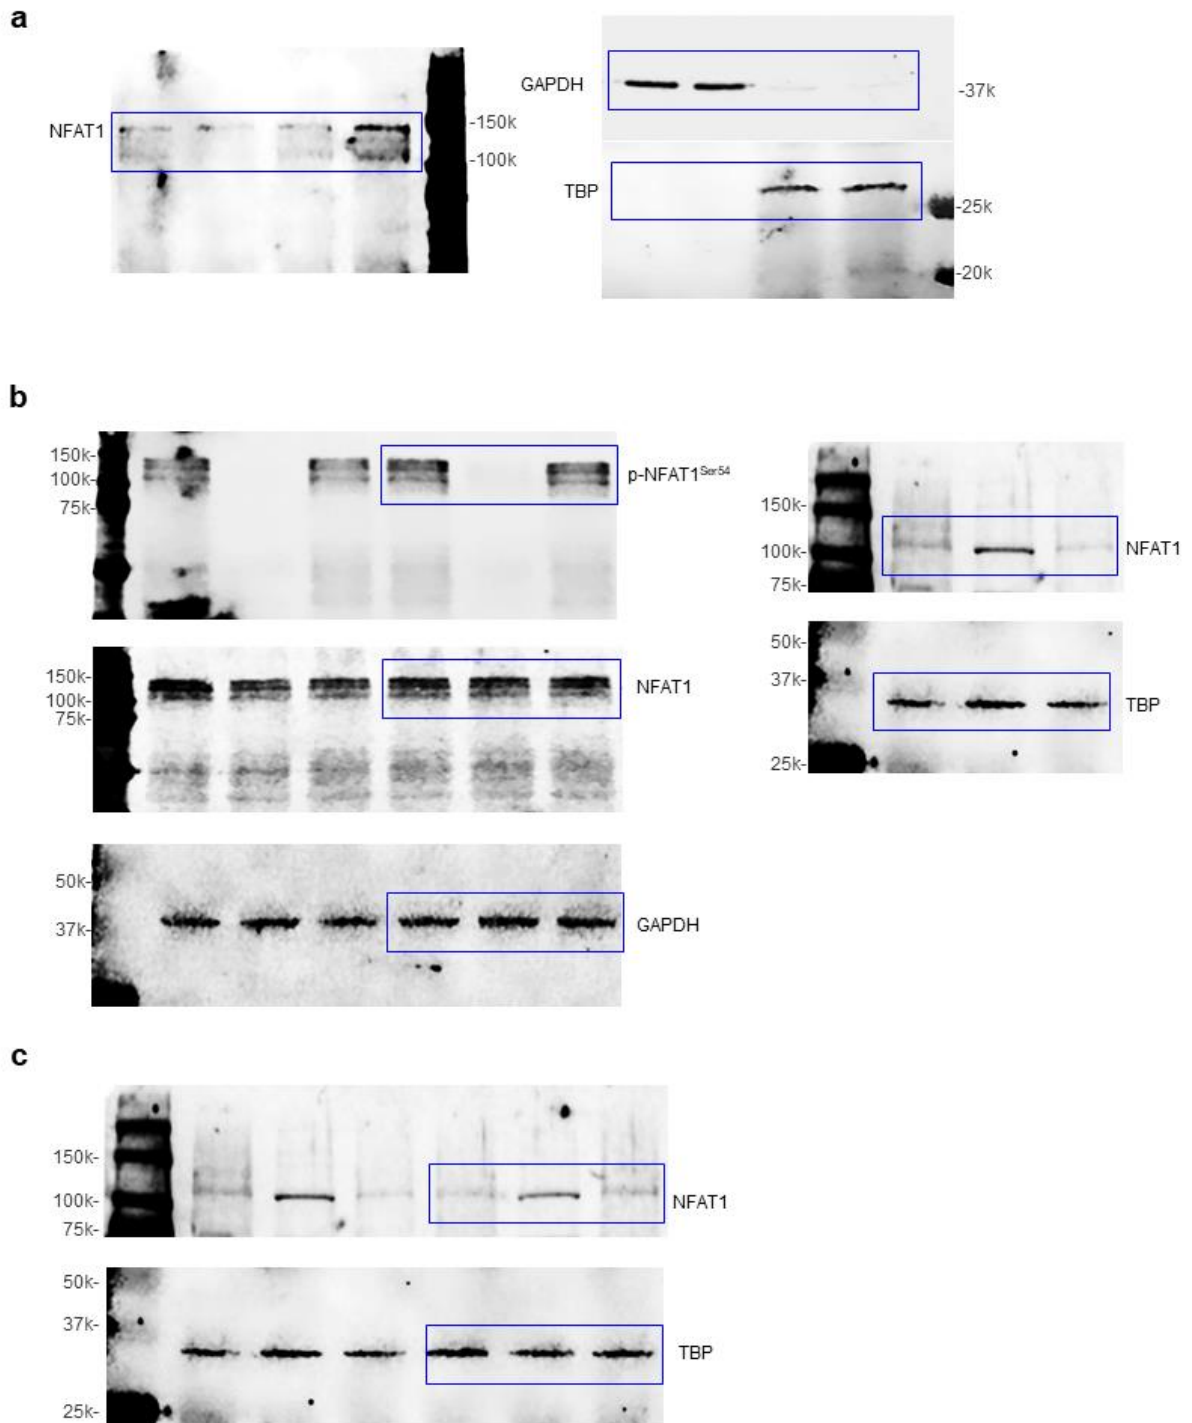 a
NFAT1
-150k
-100k
GAPDH
-37k
TBP
-25k
-20k
b
150k-
100k-
75k-
p-NFAT1Ser54
150k-
100k-
75k-
NFAT1
150k-
100k-
75k-
NFAT1
50k-
37k-
25k-
TBP
50k-
37k-
GAPDH
c
150k-
100k-
75k-
NFAT1
50k-
37k-
25k-
TBP